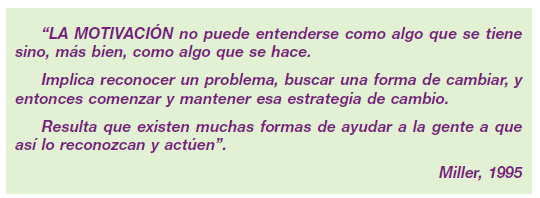 “LA MOTIVACIÓN no puede entenderse como algo que se tiene
sino, más bien, como algo que se hace.
Implica reconocer un problema, buscar una forma de cambiar, y
entonces comenzar y mantener esa estrategia de cambio.
Resulta que existen muchas formas de ayudar a la gente a que
así lo reconozcan y actúen”.
Miller, 1995